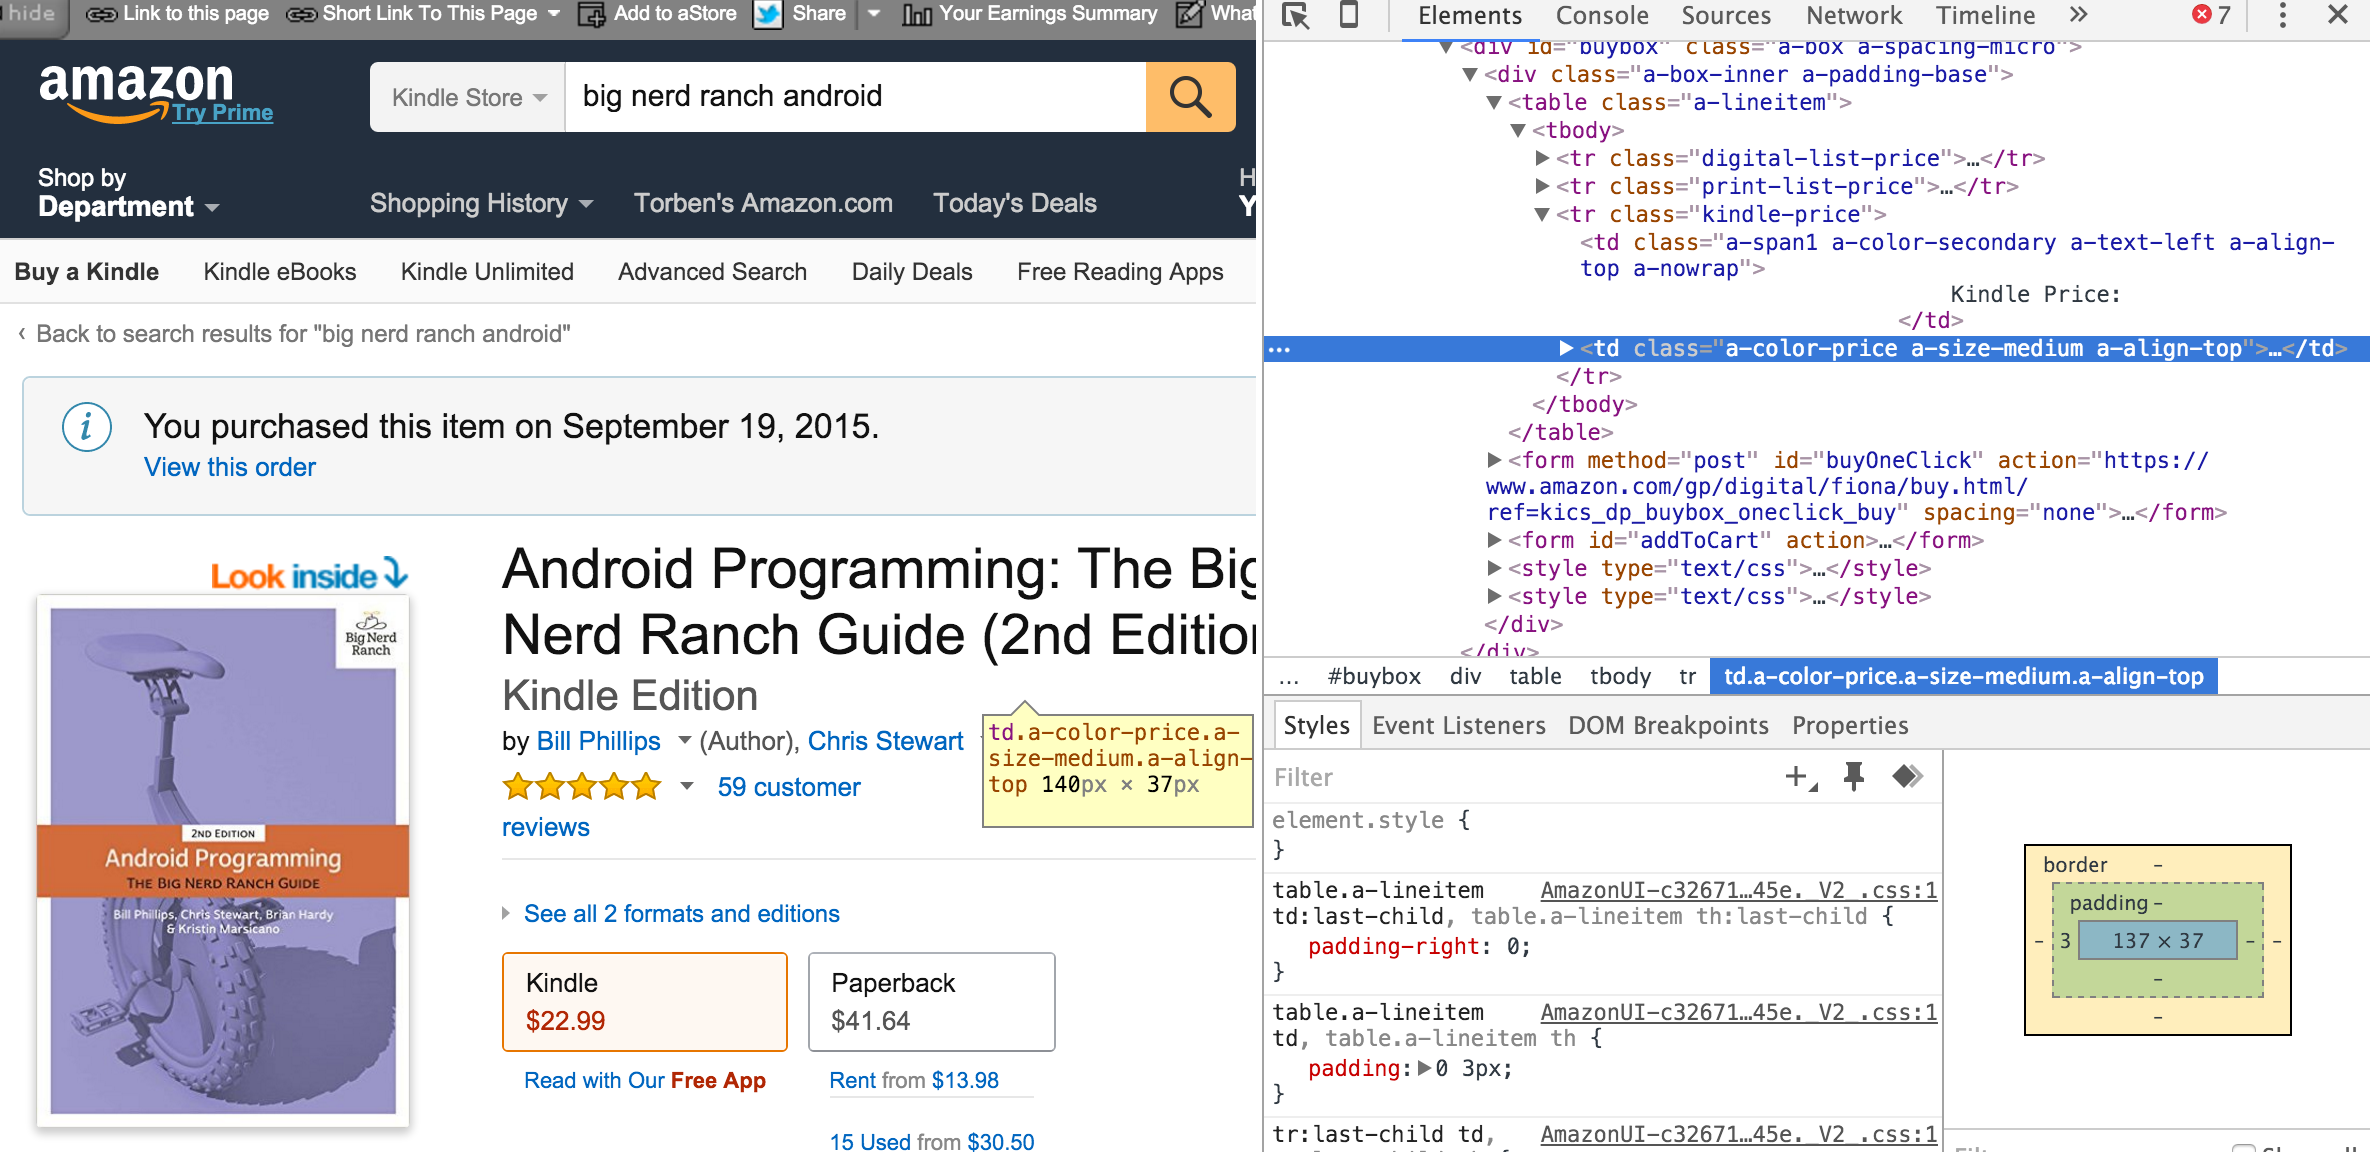 hide
Link to this page
Short Link To This Page
Add to aStore
Share
Your Earnings Summary
amazon
Try Prime
Kindle Store
big nerd ranch android
Shop by
Department
Shopping History
Torben's Amazon.com
Today's Deals
Buy a Kindle
Kindle eBooks
Kindle Unlimited
Advanced Search
Daily Deals
Free Reading Apps
‹ Back to search results for "big nerd ranch android"
i
You purchased this item on September 19, 2015.
View this order
Look inside
Big Nerd
Ranch
2ND EDITION
Android Programming
THE BIG NERD RANCH GUIDE
Bill Phillips, Chris Stewart, Brian Hardy
& Kristin Marsicano
Android Programming: The Big
Nerd Ranch Guide (2nd Edition
Kindle Edition
by Bill Phillips (Author), Chris Stewart
59 customer
reviews
td.a-color-price.a-
size-medium.a-align-
top 140px × 37px
See all 2 formats and editions
Kindle
$22.99
Paperback
$41.64
Read with Our Free App
Rent from $13.98
15 Used from $30.50
Elements
Console
Sources
Network
Timeline
»
7
<div id="buybox" class="a-box a-spacing-micro">
<div class="a-box-inner a-padding-base">
<table class="a-lineitem">
<tbody>
<tr class="digital-list-price">…</tr>
<tr class="print-list-price">…</tr>
<tr class="kindle-price">
<td class="a-span1 a-color-secondary a-text-left a-align-
top a-nowrap">
Kindle Price:
</td>
… <td class="a-color-price a-size-medium a-align-top">…</td>
</tr>
</tbody>
</table>
<form method="post" id="buyOneClick" action="https://
www.amazon.com/gp/digital/fiona/buy.html/
ref=kics_dp_buybox_oneclick_buy" spacing="none">…</form>
<form id="addToCart" action>…</form>
<style type="text/css">…</style>
<style type="text/css">…</style>
</div>
</div>
… #buybox div table tbody tr td.a-color-price.a-size-medium.a-align-top
Styles
Event Listeners
DOM Breakpoints
Properties
Filter
element.style {
}
table.a-lineitem AmazonUI-c32671…45e._V2_.css:1
td:last-child, table.a-lineitem th:last-child {
padding-right: 0;
}
table.a-lineitem AmazonUI-c32671…45e._V2_.css:1
td, table.a-lineitem th {
padding: 0 3px;
}
tr:last-child td, AmazonUI-c32671…45e._V2_.css:1
border –
padding –
– 3 137 × 37 – –
–
–